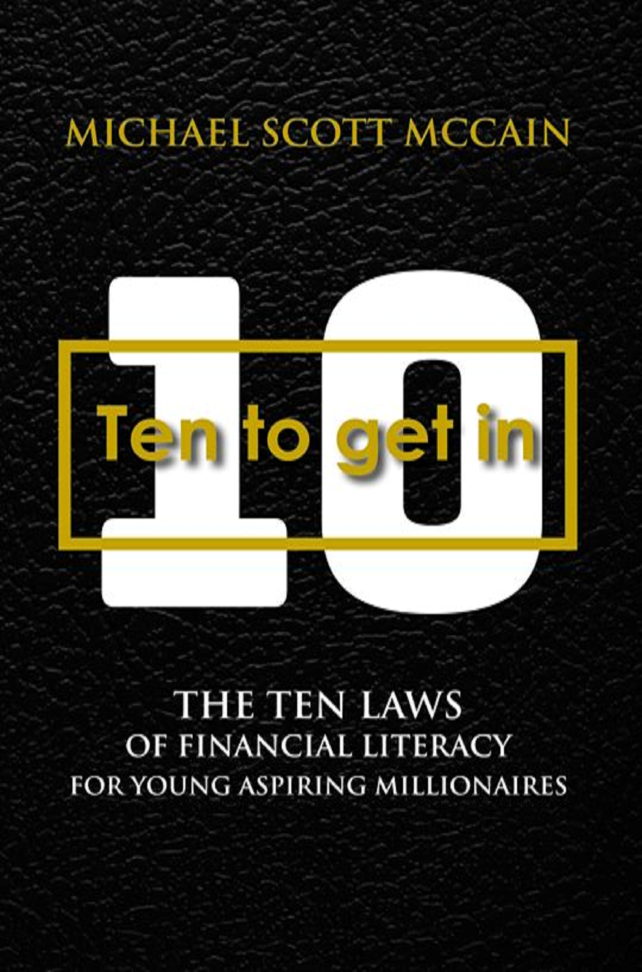 MICHAEL SCOTT MCCAIN
10
Ten to get in
THE TEN LAWS
OF FINANCIAL LITERACY
FOR YOUNG ASPIRING MILLIONAIRES